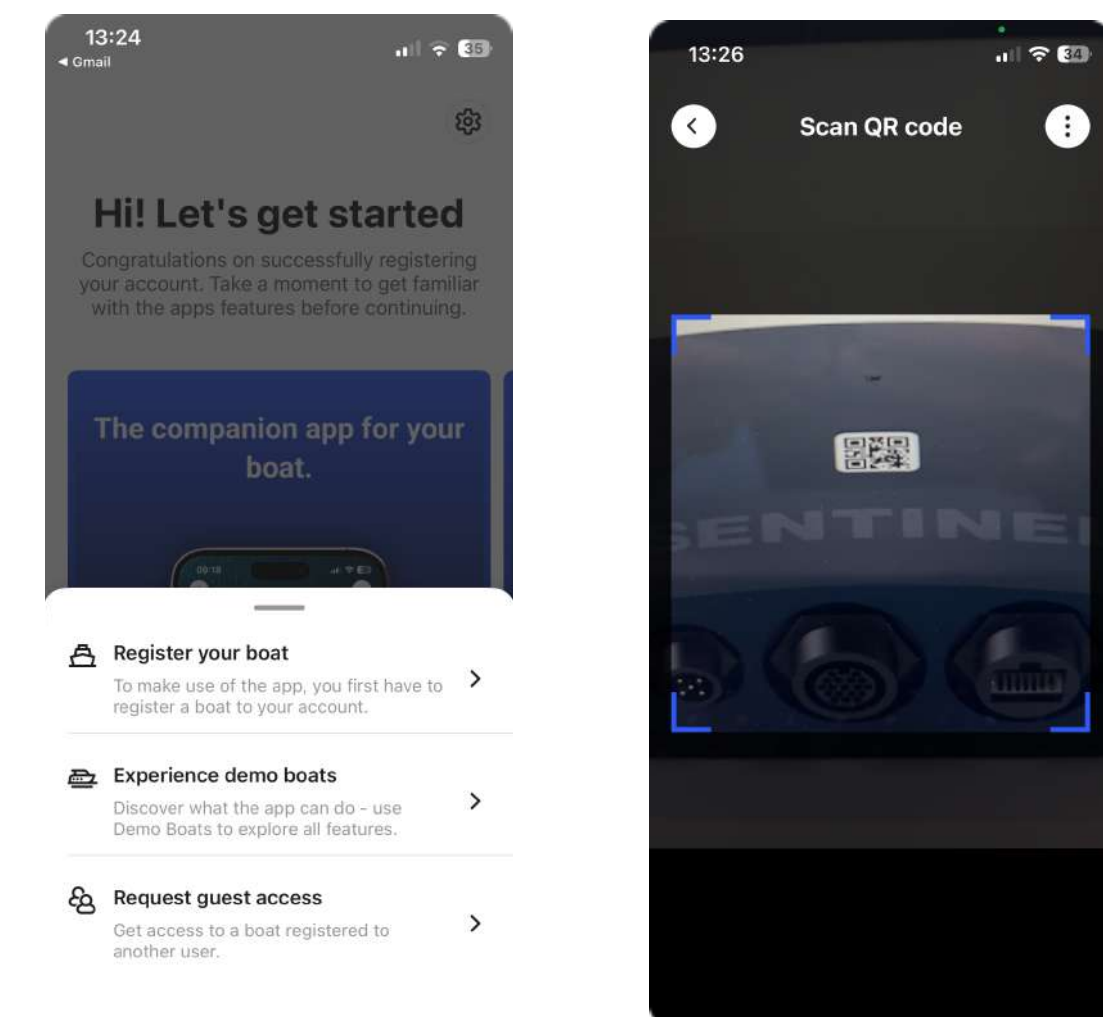 13:24
◀ Gmail
35
Hi! Let's get started
Congratulations on successfully registering
your account. Take a moment to get familiar
with the apps features before continuing.
The companion app for your
boat.
09:13
Register your boat
To make use of the app, you first have to
register a boat to your account.
Experience demo boats
Discover what the app can do - use
Demo Boats to explore all features.
Request guest access
Get access to a boat registered to
another user.
13:26
34
Scan QR code
SENTINEL